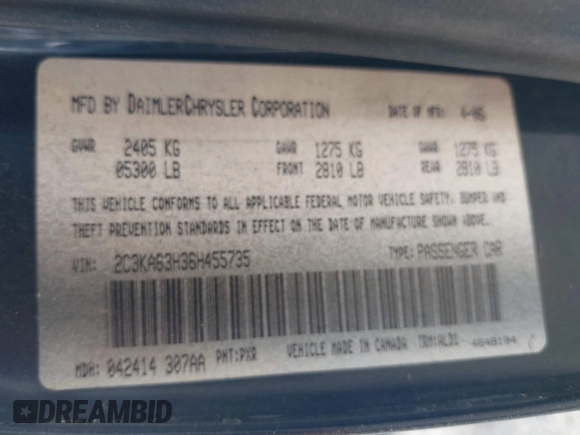 MFD BY DAIMLERCHRYSLER CORPORATION DATE OF MFR: 4-06
GVWR 2405 KG GAWR 1275 KG GAWR 1275 KG
05300 LB FRONT 2810 LB REAR 2810 LB
THIS VEHICLE CONFORMS TO ALL APPLICABLE FEDERAL MOTOR VEHICLE SAFETY, BUMPER AND
THEFT PREVENTION STANDARDS IN EFFECT ON THE DATE OF MANUFACTURE SHOWN ABOVE.
VIN: 2C3KA63H36H455735 TYPE: PASSENGER CAR
MDH: 042414 307AA PNT: PXR VEHICLE MADE IN CANADA TRM: ALD1
DREAMBID